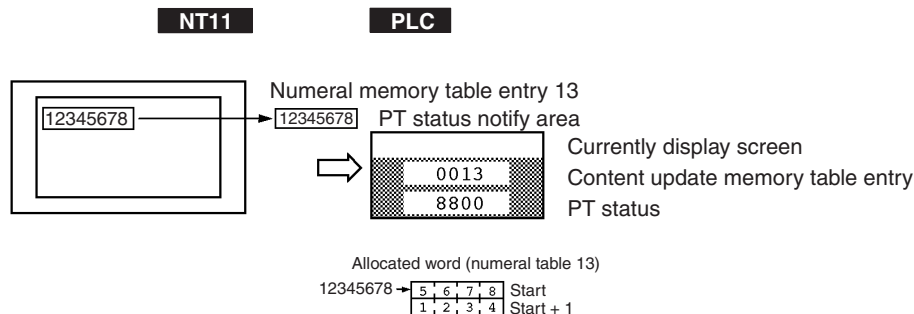 NT11 PLC
Numeral memory table entry 13
12345678 12345678 PT status notify area
Currently display screen
0013 Content update memory table entry
8800 PT status
Allocated word (numeral table 13)
12345678 5 6 7 8 Start
1 2 3 4 Start + 1